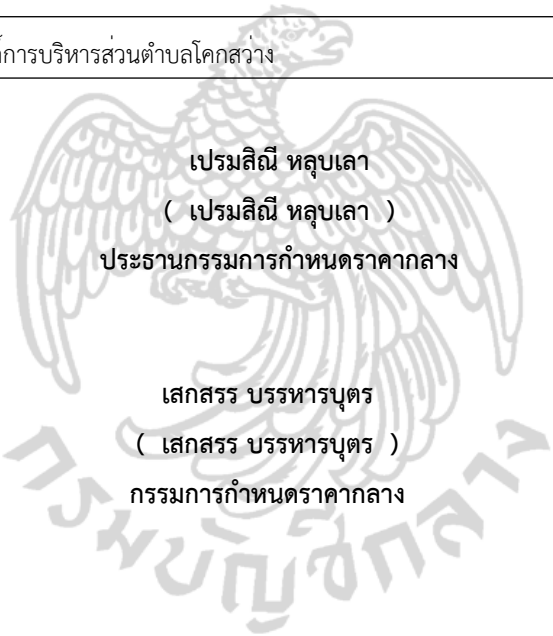 การบริหารส่วนตำบลโคกสว่าง
เปรมสิณี หลุบเลา
( เปรมสิณี หลุบเลา )
ประธานกรรมการกำหนดราคากลาง
เสกสรร บรรหารบุตร
( เสกสรร บรรหารบุตร )
กรรมการกำหนดราคากลาง
กรมบัญชีกลาง